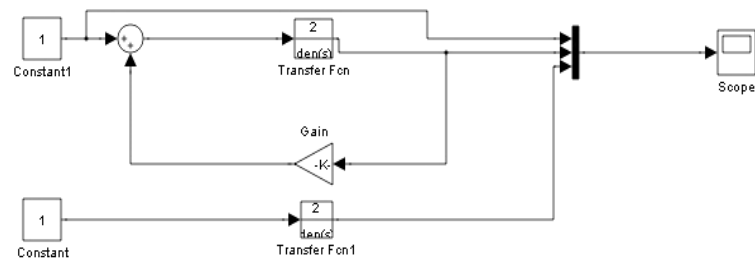 1
Constant1
+
+
2
den(s)
Transfer Fcn
Gain
-K-
Scope
1
Constant
2
den(s)
Transfer Fcn1